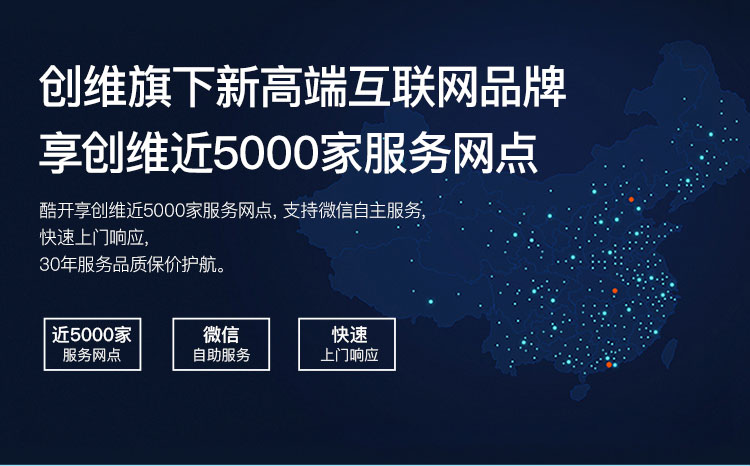 创维旗下新高端互联网品牌
享创维近5000家服务网点
酷开享创维近5000家服务网点, 支持微信自主服务,
快速上门响应,
30年服务品质保价护航。
近5000家
服务网点
微信
自助服务
快速
上门响应